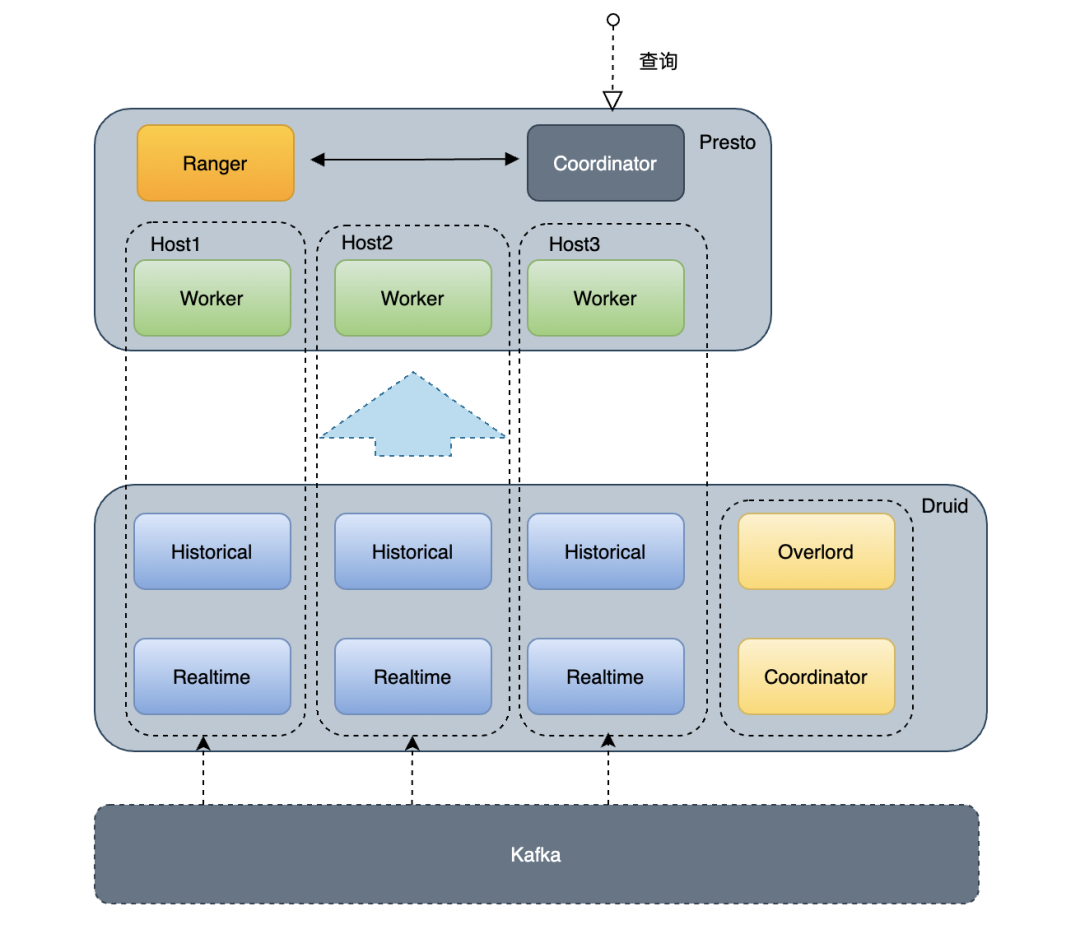 查询
Presto
Ranger
Coordinator
Host1
Host2
Host3
Worker
Worker
Worker
Druid
Historical
Historical
Historical
Overlord
Realtime
Realtime
Realtime
Coordinator
Kafka